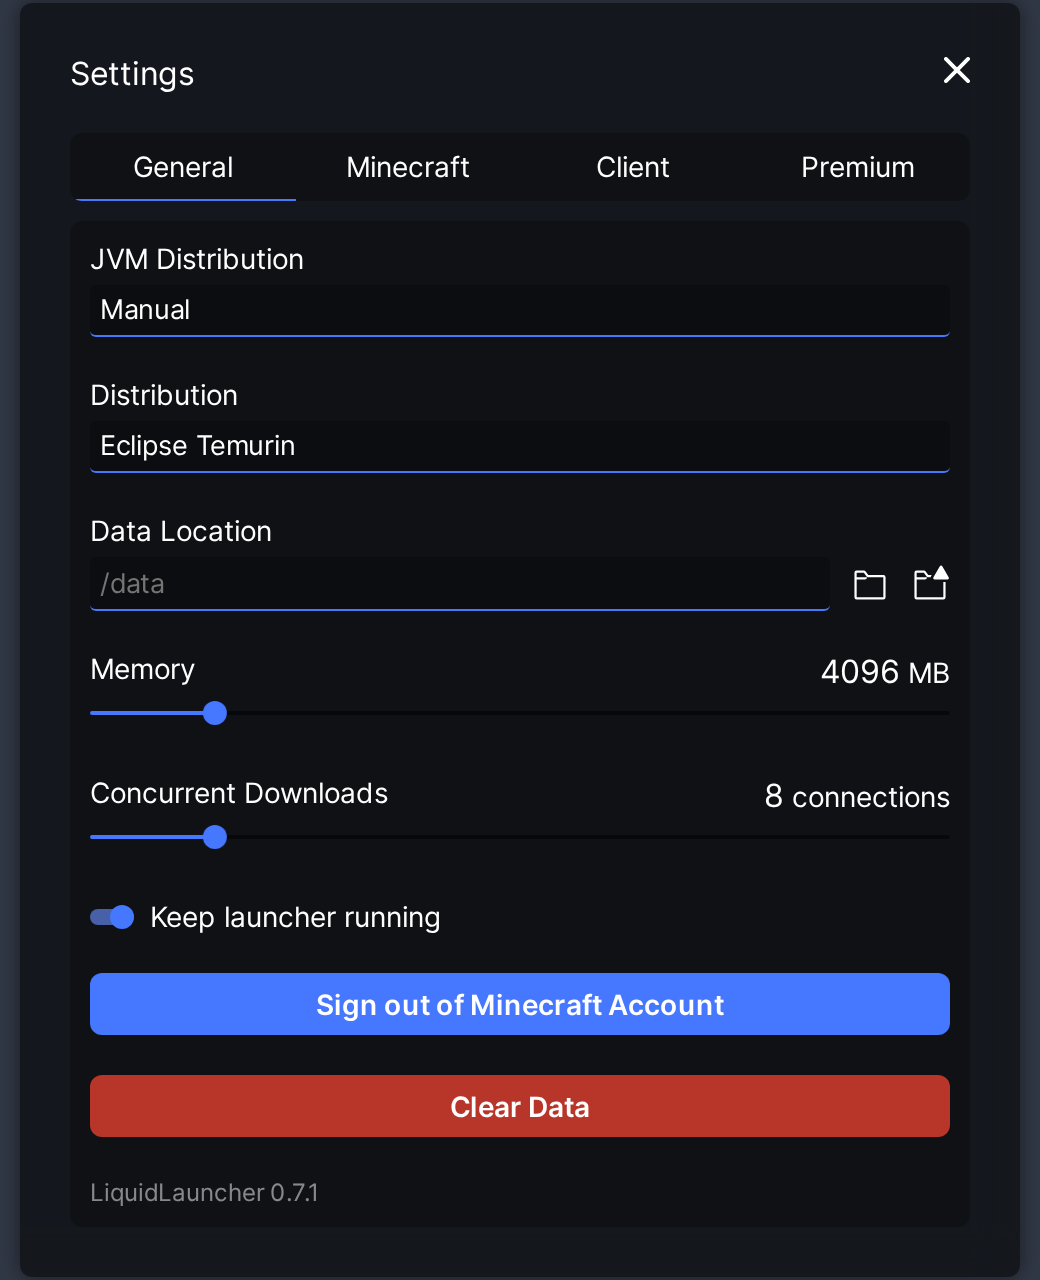 Settings
General Minecraft Client Premium
JVM Distribution
Manual
Distribution
Eclipse Temurin
Data Location
/data
Memory 4096 MB
Concurrent Downloads 8 connections
Keep launcher running
Sign out of Minecraft Account
Clear Data
LiquidLauncher 0.7.1